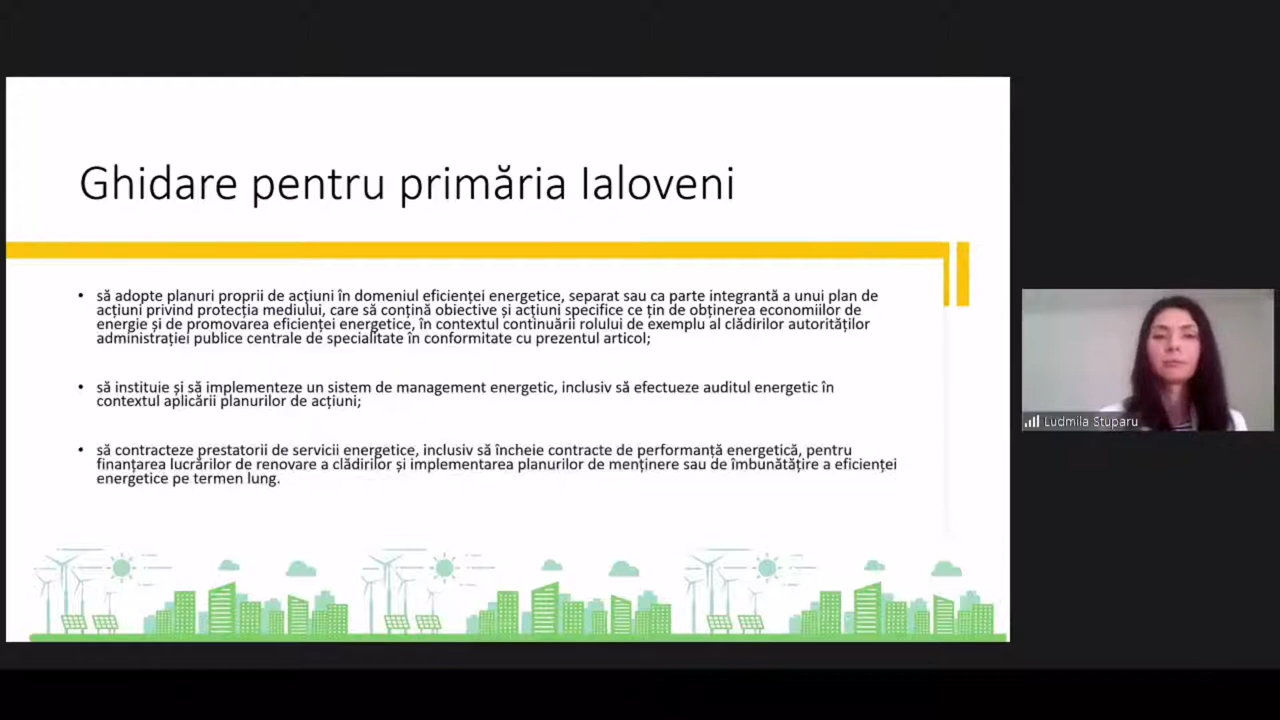 Ghidare pentru primăria Ialoveni
• să adopte planuri proprii de acțiuni în domeniul eficienței energetice, separat sau ca parte integrantă a unui plan de
acțiuni privind protecția mediului, care să conțină obiective și acțiuni specifice ce țin de obținerea economiilor de
energie și de promovarea eficienței energetice, în contextul continuării rolului de exemplu al clădirilor autorităților
administrației publice centrale de specialitate în conformitate cu prezentul articol;
• să instituie și să implementeze un sistem de management energetic, inclusiv să efectueze auditul energetic în
contextul aplicării planurilor de acțiuni;
• să contracteze prestatorii de servicii energetice, inclusiv să încheie contracte de performanță energetică, pentru
finanțarea lucrărilor de renovare a clădirilor și implementarea planurilor de menținere sau de îmbunătățire a eficienței
energetice pe termen lung.
Ludmila Stuparu